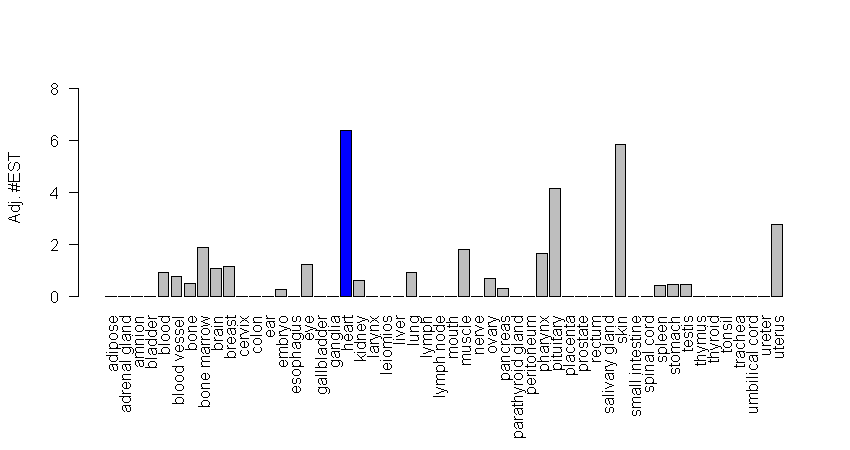 8
6
4
2
0
Adj. #EST
adipose
adrenal gland
amnion
bladder
blood
blood vessel
bone
bone marrow
brain
breast
cervix
colon
ear
embryo
esophagus
eye
gallbladder
ganglia
heart
kidney
larynx
leiomios
liver
lung
lymph
lymph node
mouth
muscle
nerve
ovary
pancreas
parathyroid gland
peritoneum
pharynx
pituitary
placenta
prostate
rectum
salivary gland
skin
small intestine
spinal cord
spleen
stomach
testis
thymus
thyroid
tonsil
trachea
umbilical cord
ureter
uterus